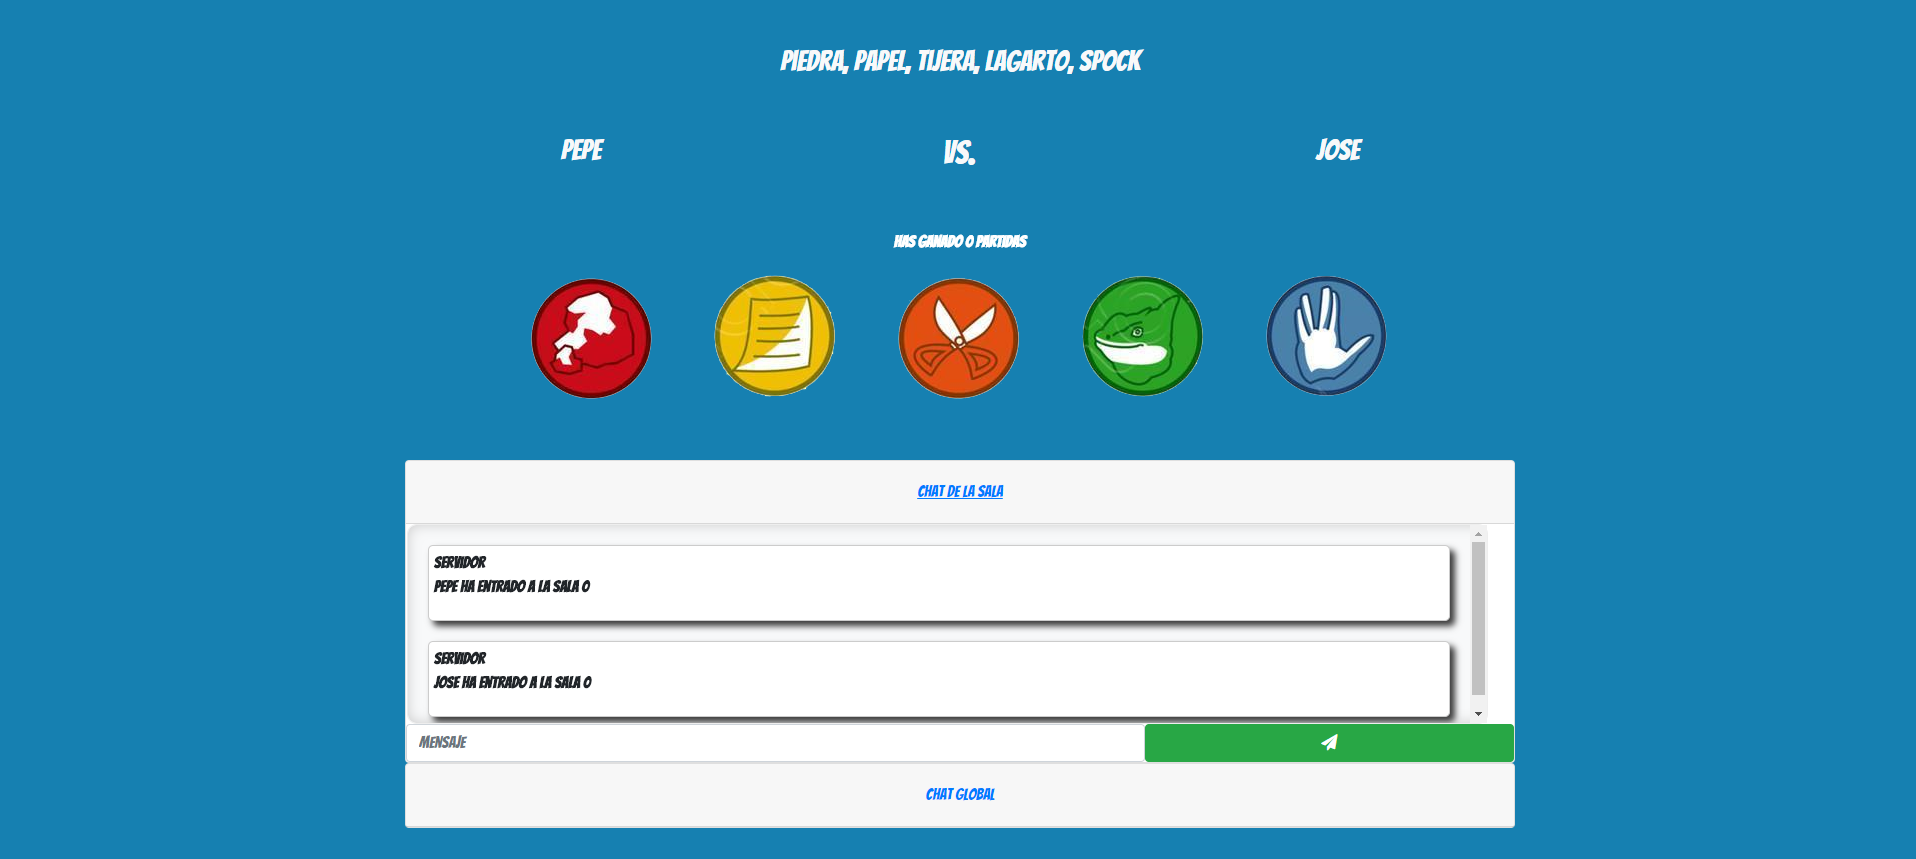 PIEDRA, PAPEL, TIJERA, LAGARTO, SPOCK
PEPE
VS.
JOSE
HAS GANADO 0 PARTIDAS
CHAT DE LA SALA
SERVIDOR
PEPE HA ENTRADO A LA SALA 0
SERVIDOR
JOSE HA ENTRADO A LA SALA 0
MENSAJE
CHAT GLOBAL